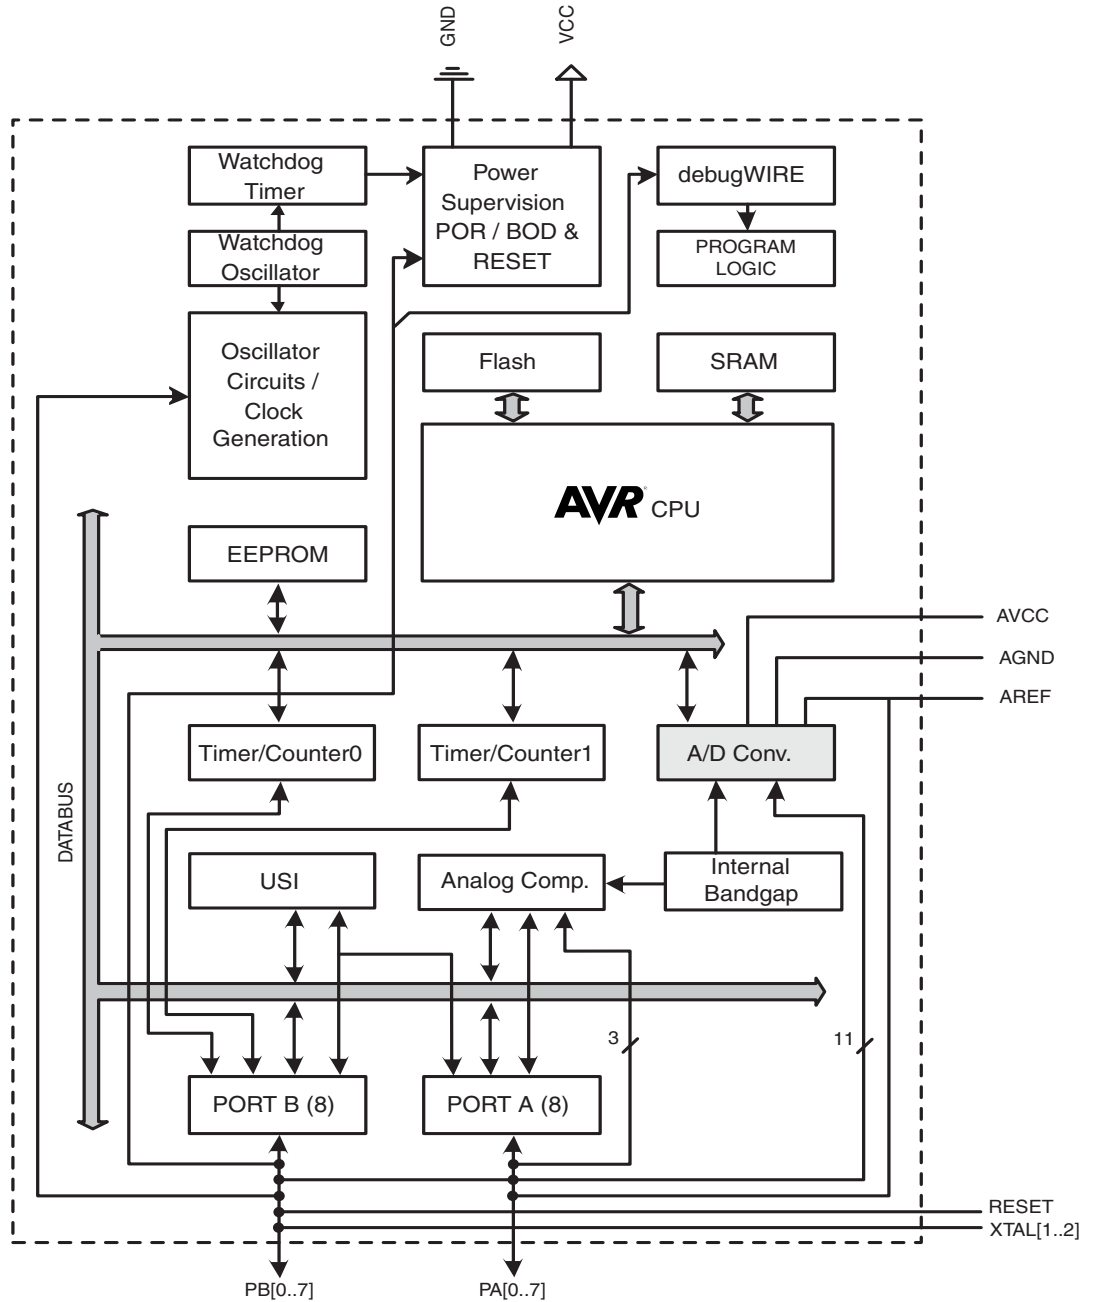 GND
VCC
Watchdog
Timer
Power
Supervision
POR / BOD &
RESET
debugWIRE
Watchdog
Oscillator
PROGRAM
LOGIC
Oscillator
Circuits /
Clock
Generation
Flash
SRAM
AVR® CPU
EEPROM
AVCC
AGND
AREF
Timer/Counter0
Timer/Counter1
A/D Conv.
DATABUS
USI
Analog Comp.
Internal
Bandgap
3
11
PORT B (8)
PORT A (8)
RESET
XTAL[1..2]
PB[0..7]
PA[0..7]